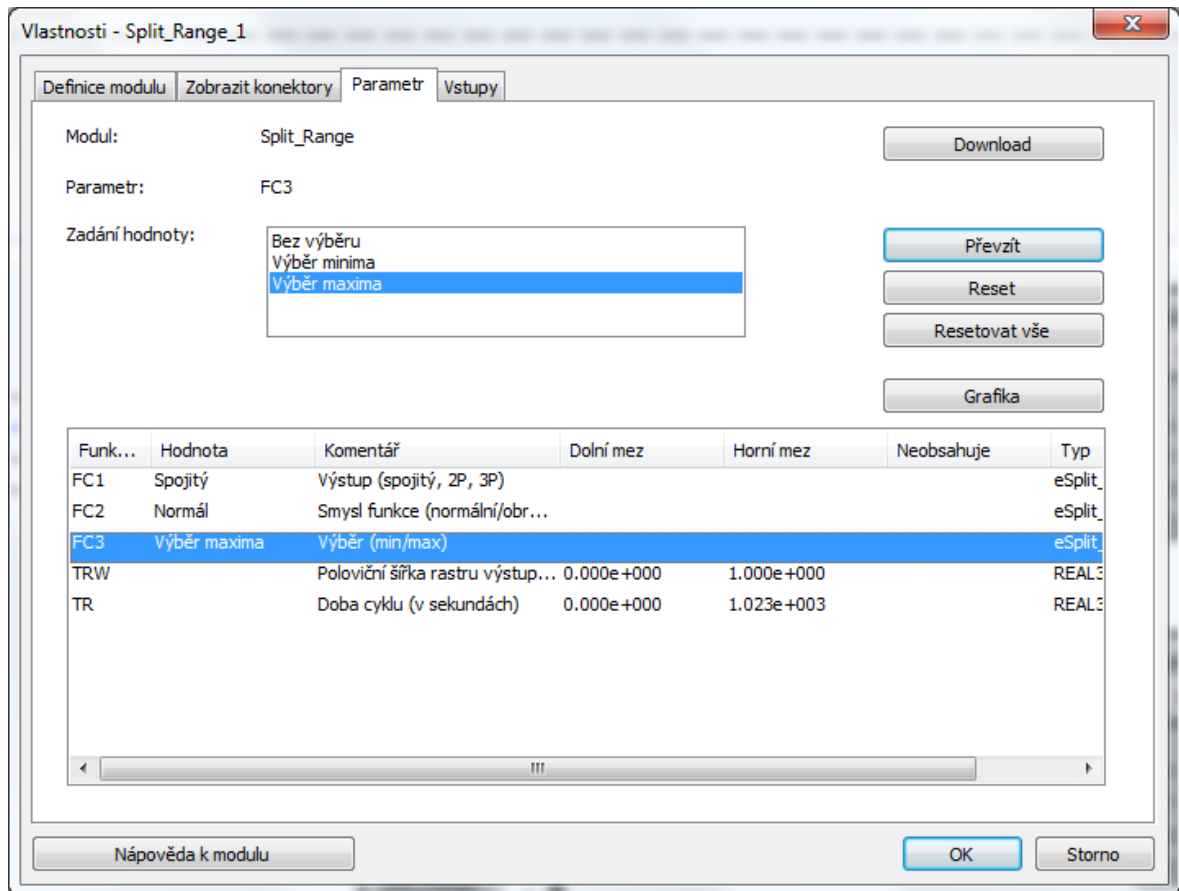 Vlastnosti - Split_Range_1
Definice modulu Zobrazit konektory Parametr Vstupy
Modul: Split_Range Download
Parametr: FC3
Zadání hodnoty:
Bez výběru
Výběr minima
Výběr maxima
Převzít
Reset
Resetovat vše
Grafika
Funk... Hodnota Komentář Dolní mez Horní mez Neobsahuje Typ
FC1 Spojitý Výstup (spojitý, 2P, 3P) eSplit_
FC2 Normál Smysl funkce (normální/obr... eSplit_
FC3 Výběr maxima Výběr (min/max) eSplit_
TRW Poloviční šířka rastru výstup... 0.000e+000 1.000e+000 REAL3
TR Doba cyklu (v sekundách) 0.000e+000 1.023e+003 REAL3
Nápověda k modulu OK Storno